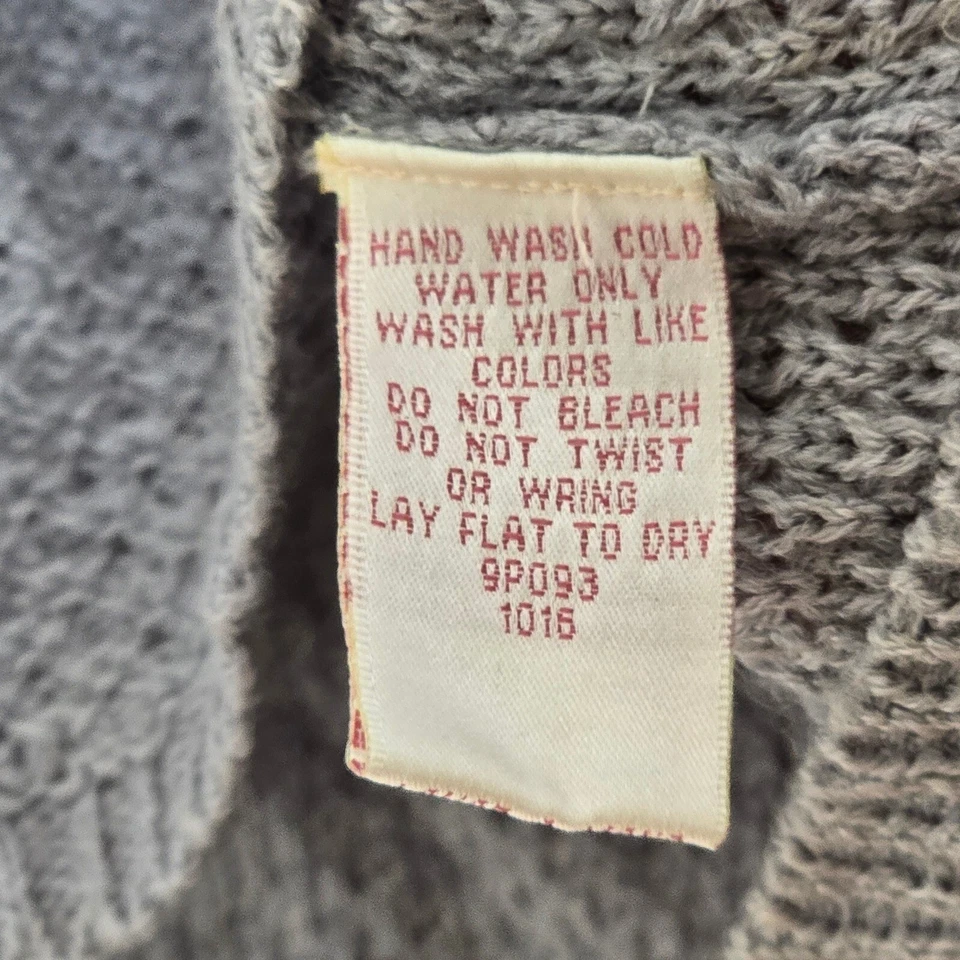 HAND WASH COLD
WATER ONLY
WASH WITH LIKE
COLORS
DO NOT BLEACH
DO NOT TWIST
OR WRING
LAY FLAT TO DRY
9P093
1016